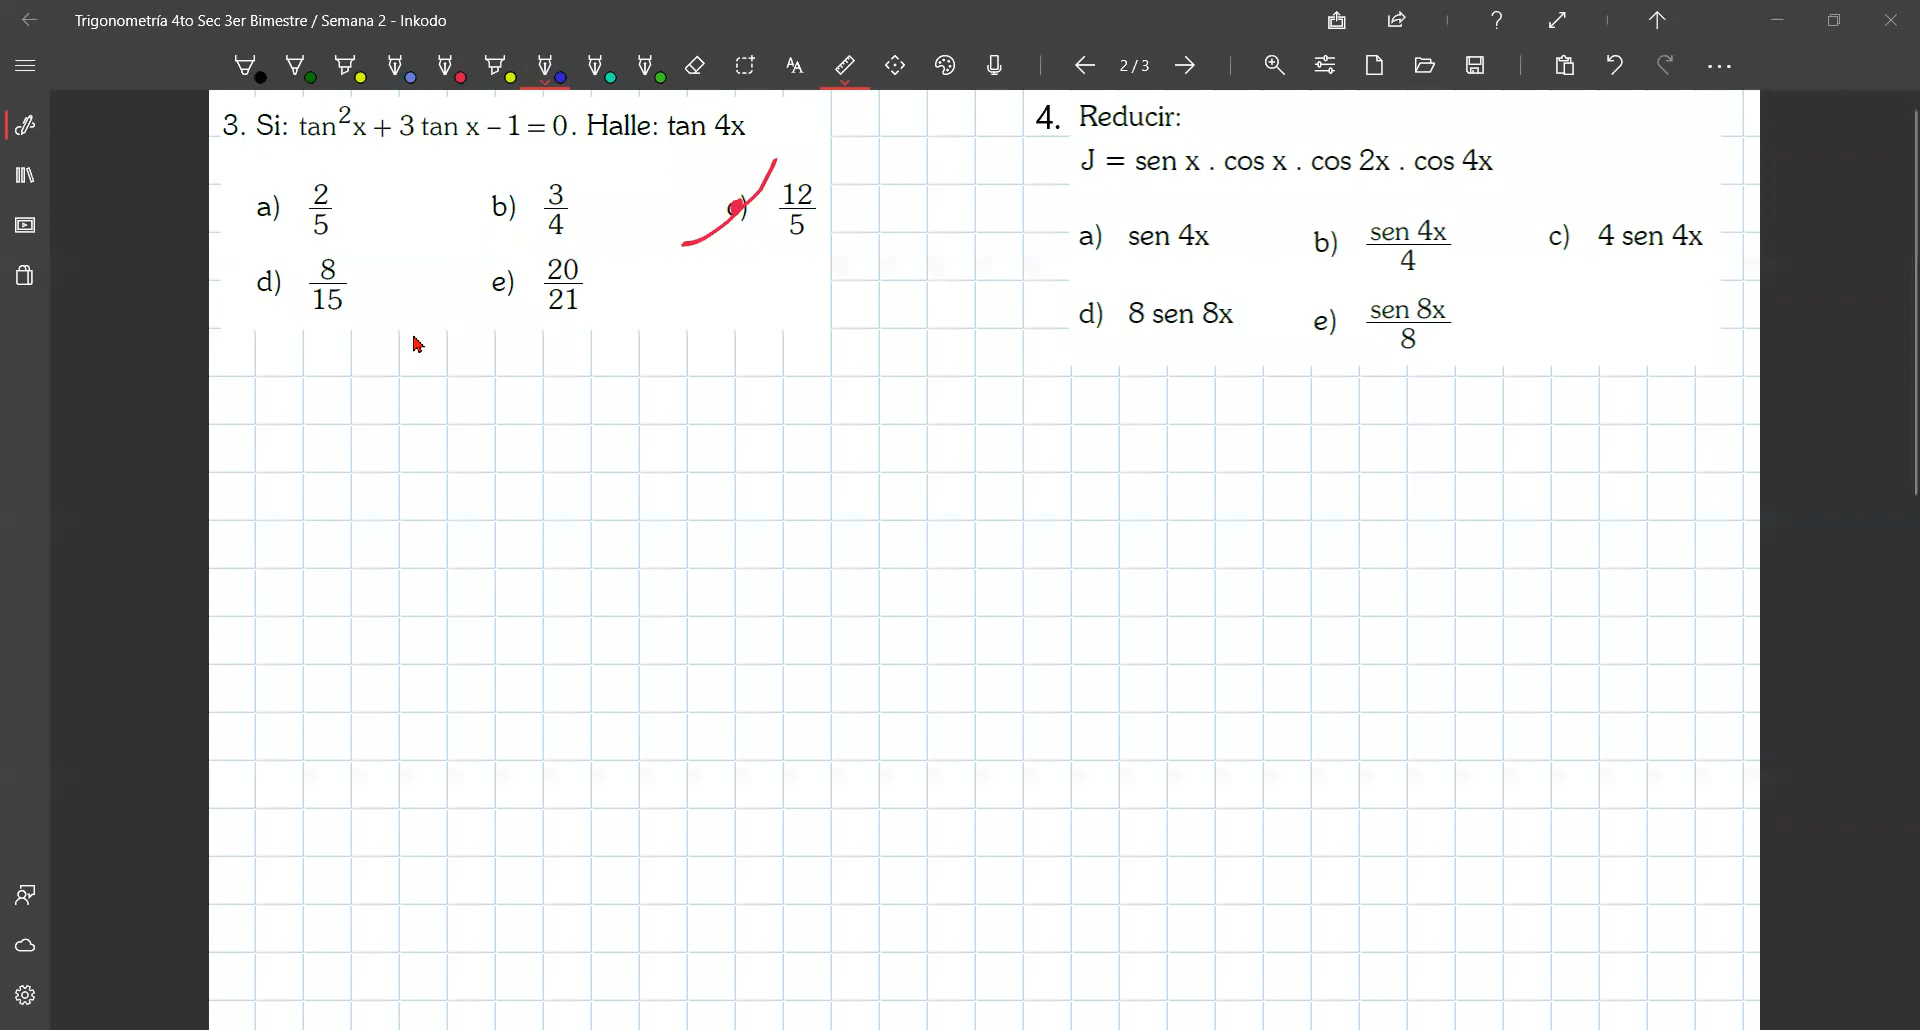 Trigonometría 4to Sec 3er Bimestre / Semana 2 - Inkodo
2 / 3
3. Si: tan²x + 3 tan x – 1 = 0. Halle: tan 4x
a) 2/5
b) 3/4
c) 12/5
d) 8/15
e) 20/21
4. Reducir:
J = sen x . cos x . cos 2x . cos 4x
a) sen 4x
b) sen 4x/4
c) 4 sen 4x
d) 8 sen 8x
e) sen 8x/8